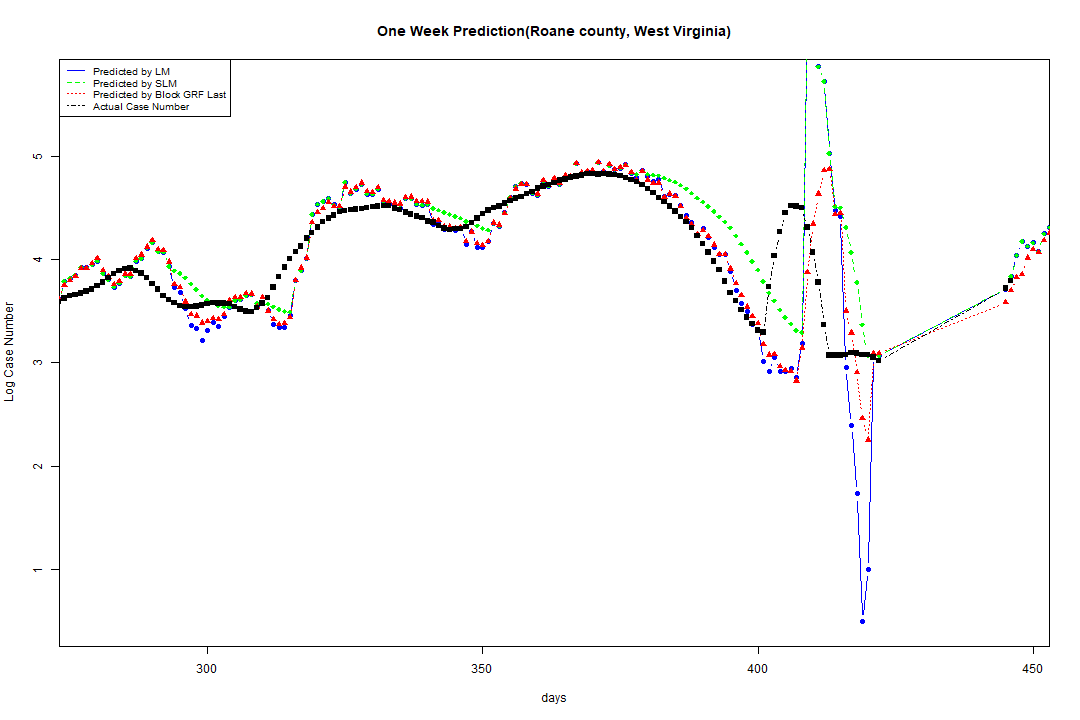 One Week Prediction(Roane county, West Virginia)
Predicted by LM
Predicted by SLM
Predicted by Block GRF Last
Actual Case Number
5
4
3
2
1
Log Case Number
300 350 400 450
days